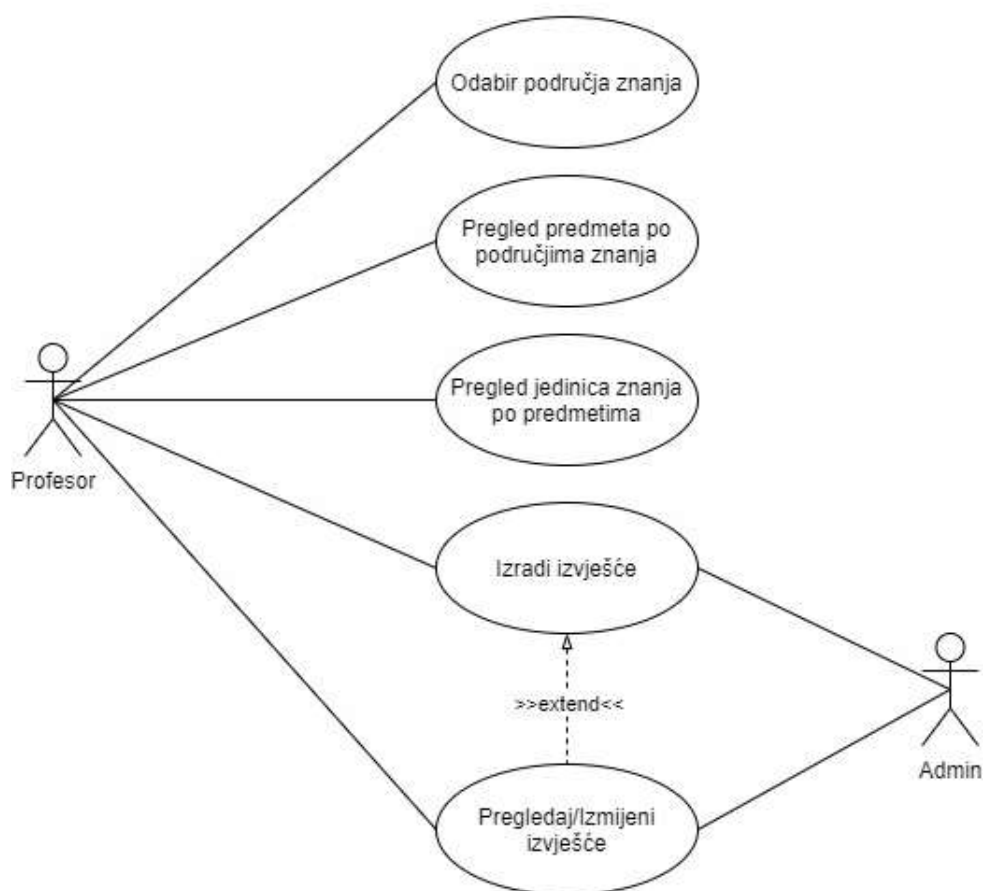 Odabir područja znanja
Pregled predmeta po
područjima znanja
Pregled jedinica znanja
po predmetima
Profesor
Izradi izvješće
>>extend<<
Admin
Pregledaj/Izmijeni
izvješće